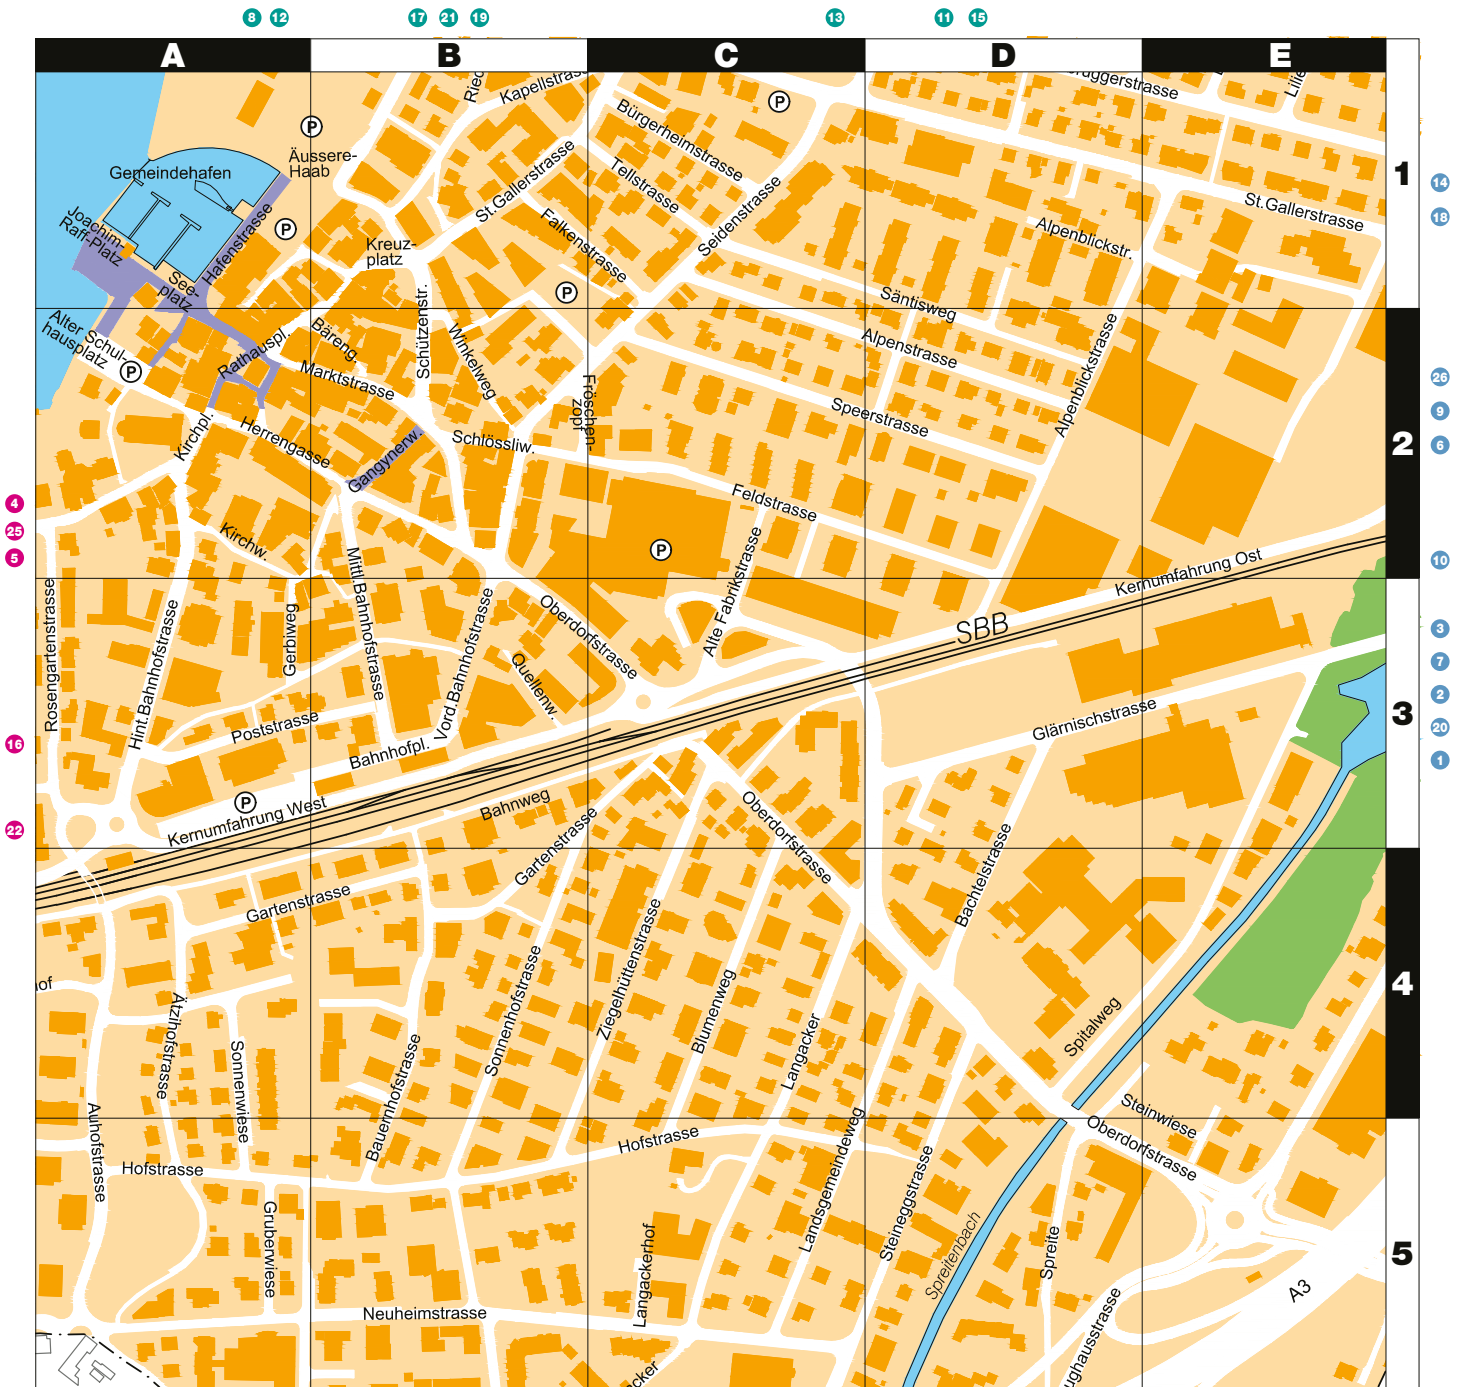 8 12 17 21 19 13 11 15
A B C D E
1
2
3
4
5
14
18
26
9
6
10
3
7
2
20
1
4
25
5
16
22
Kapellstrasse
Bürgerheimstrasse
P
Äussere-
Haab
Gemeindehafen
Tellstrasse
St.Gallerstrasse
St.Gallerstrasse
Joachim-
Raff-Platz
Hafenstrasse
P
Kreuz-
platz
Falkenstrasse
Seidenstrasse
Alpenblickstr.
P
See-
platz
P
Säntisweg
Alter Schul-
hausplatz
P
Rathauspl.
Bäreng.
Schützenstr.
Winkelweg
Alpenstrasse
Marktstrasse
Fröschen-
zopf
Speerstrasse
Alpenblickstrasse
Kirchpl.
Herrengasse
Gangynerw.
Schlössliw.
Feldstrasse
Kirchw.
P
Alte Fabrikstrasse
Kernumfahrung Ost
Rosengartenstrasse
Hint.Bahnhofstrasse
Gerbiweg
Mittl.Bahnhofstrasse
Vord.Bahnhofstrasse
Oberdorfstrasse
Quellenw.
SBB
Poststrasse
Bahnhofpl.
Glärnischstrasse
P
Kernumfahrung West
Bahnweg
Gartenstrasse
Oberdorfstrasse
Bachtelstrasse
Gartenstrasse
Ziegelhüttenstrasse
Sonnenhofstrasse
Blumenweg
Langacker
Spitalweg
Ätzihofstrasse
Sonnenwiese
Bauernhofstrasse
Auhofstrasse
Steinwiese
Oberdorfstrasse
Hofstrasse
Hofstrasse
Landsgemeindeweg
Steineggstrasse
Spreitenbach
Spreite
Gruberwiese
Langackerhof
A3
Neuheimstrasse